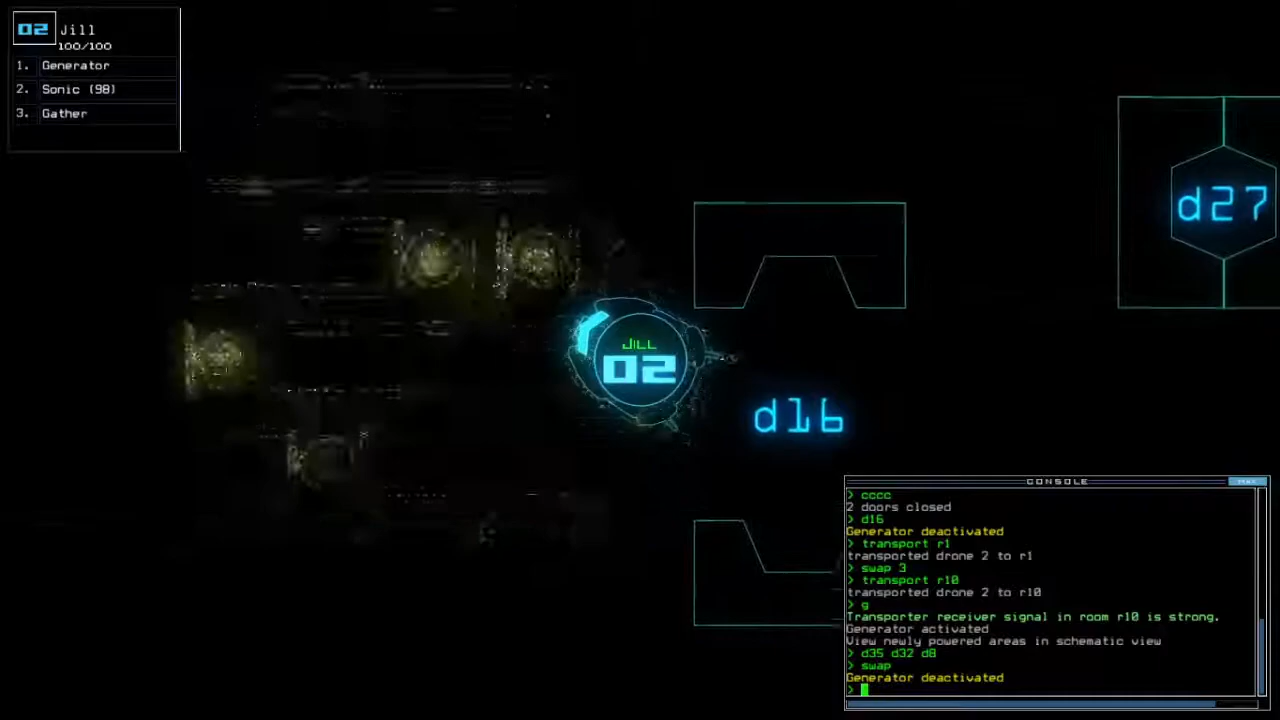 02 Jill
100/100
1. Generator
2. Sonic (98)
3. Gather
d27
JILL
02
d16
CONSOLE
> cccc
2 doors closed
> d16
Generator deactivated
> transport r1
transported drone 2 to r1
> swap 3
> transport r10
transported drone 2 to r10
> g
Transporter receiver signal in room r10 is strong.
Generator activated
View newly powered areas in schematic view
> d35 d32 d8
> swap
Generator deactivated
>